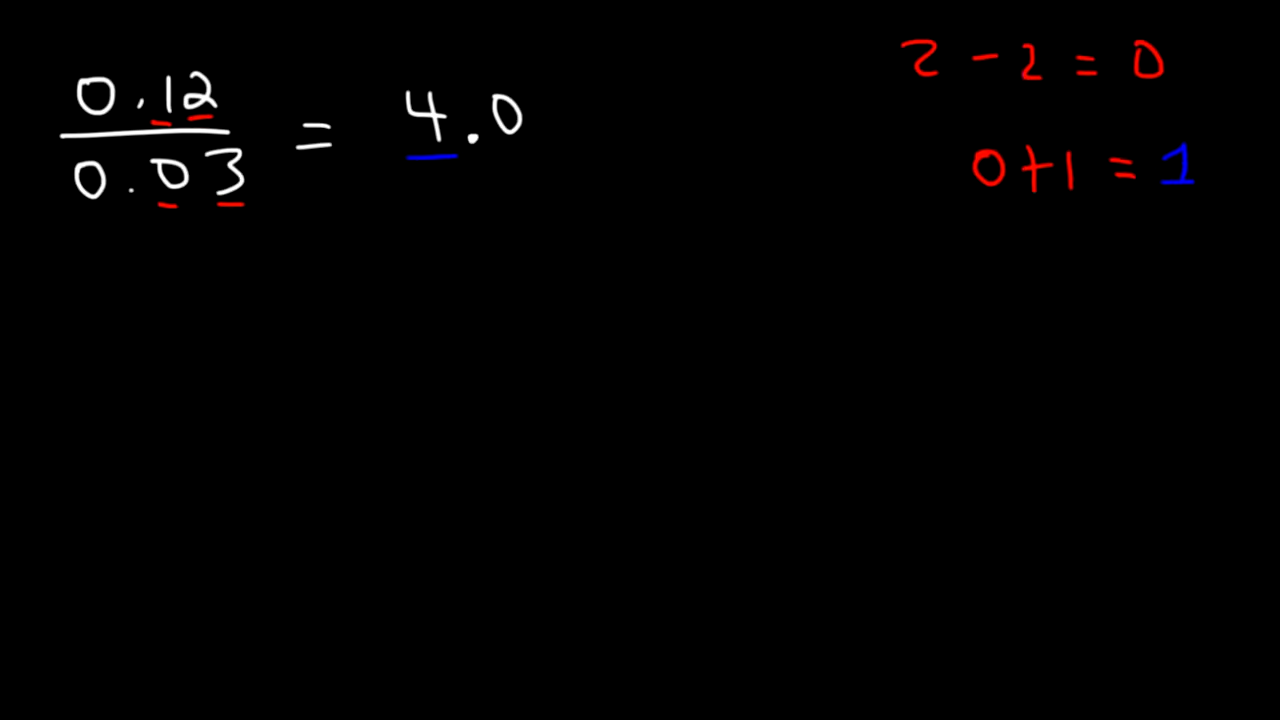 0.12 / 0.03 = 4.0
2 - 2 = 0
0 + 1 = 1